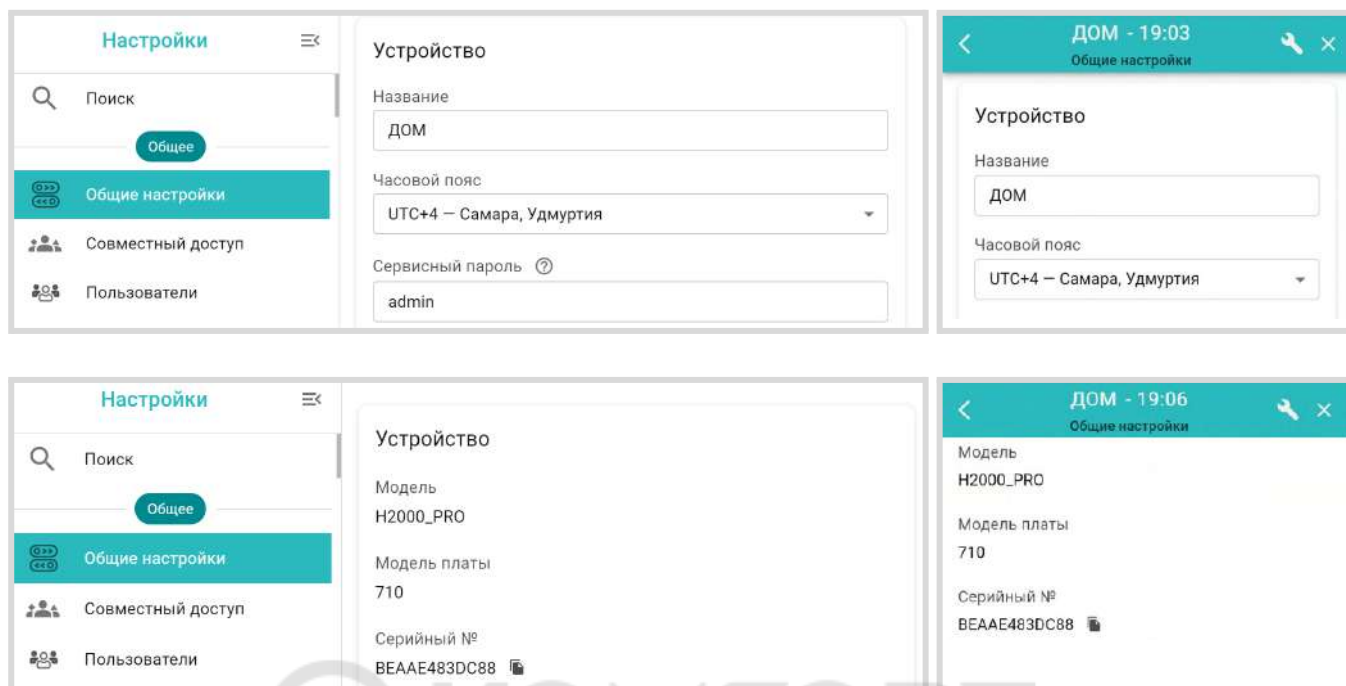 Настройки
Поиск
Общее
Общие настройки
Совместный доступ
Пользователи
Устройство
Название
ДОМ
Часовой пояс
UTC+4 — Самара, Удмуртия
Сервисный пароль
admin
ДОМ - 19:03
Общие настройки
Устройство
Название
ДОМ
Часовой пояс
UTC+4 — Самара, Удмуртия
Настройки
Поиск
Общее
Общие настройки
Совместный доступ
Пользователи
Устройство
Модель
H2000_PRO
Модель платы
710
Серийный №
BEAAE483DC88
ДОМ - 19:06
Общие настройки
Модель
H2000_PRO
Модель платы
710
Серийный №
BEAAE483DC88